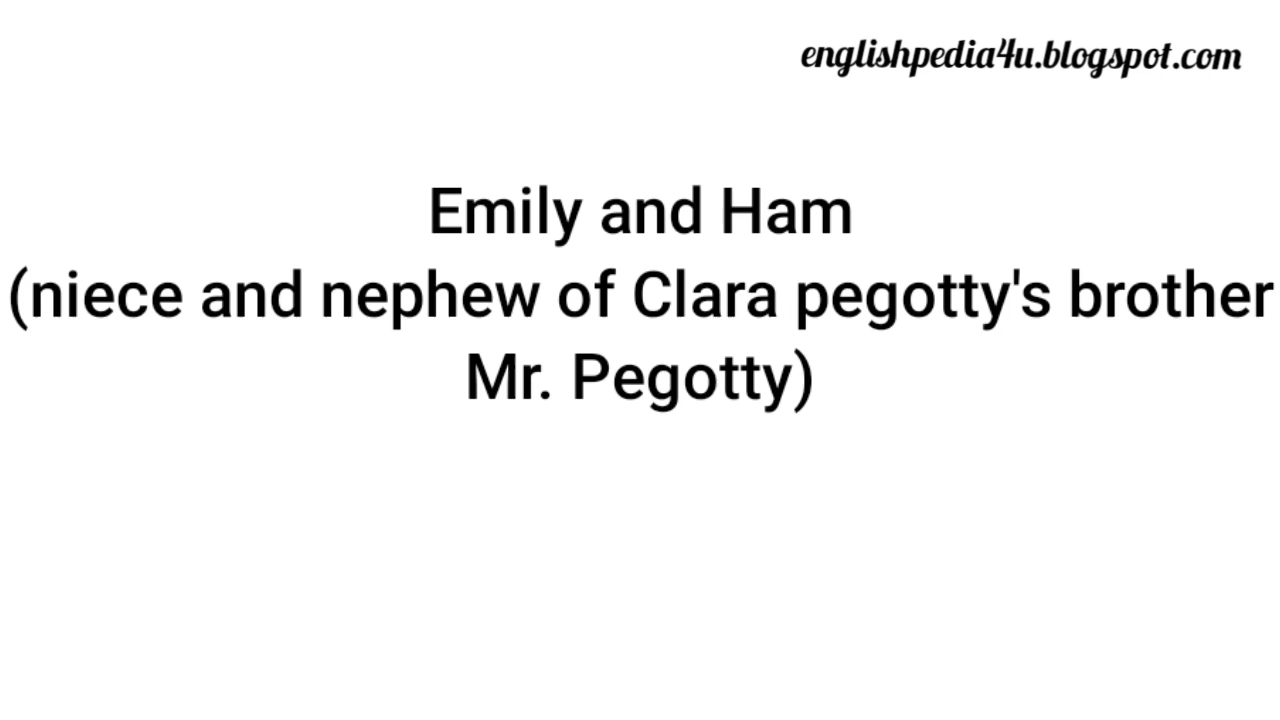 englishpedia4u.blogspot.com
Emily and Ham
(niece and nephew of Clara pegotty's brother
Mr. Pegotty)